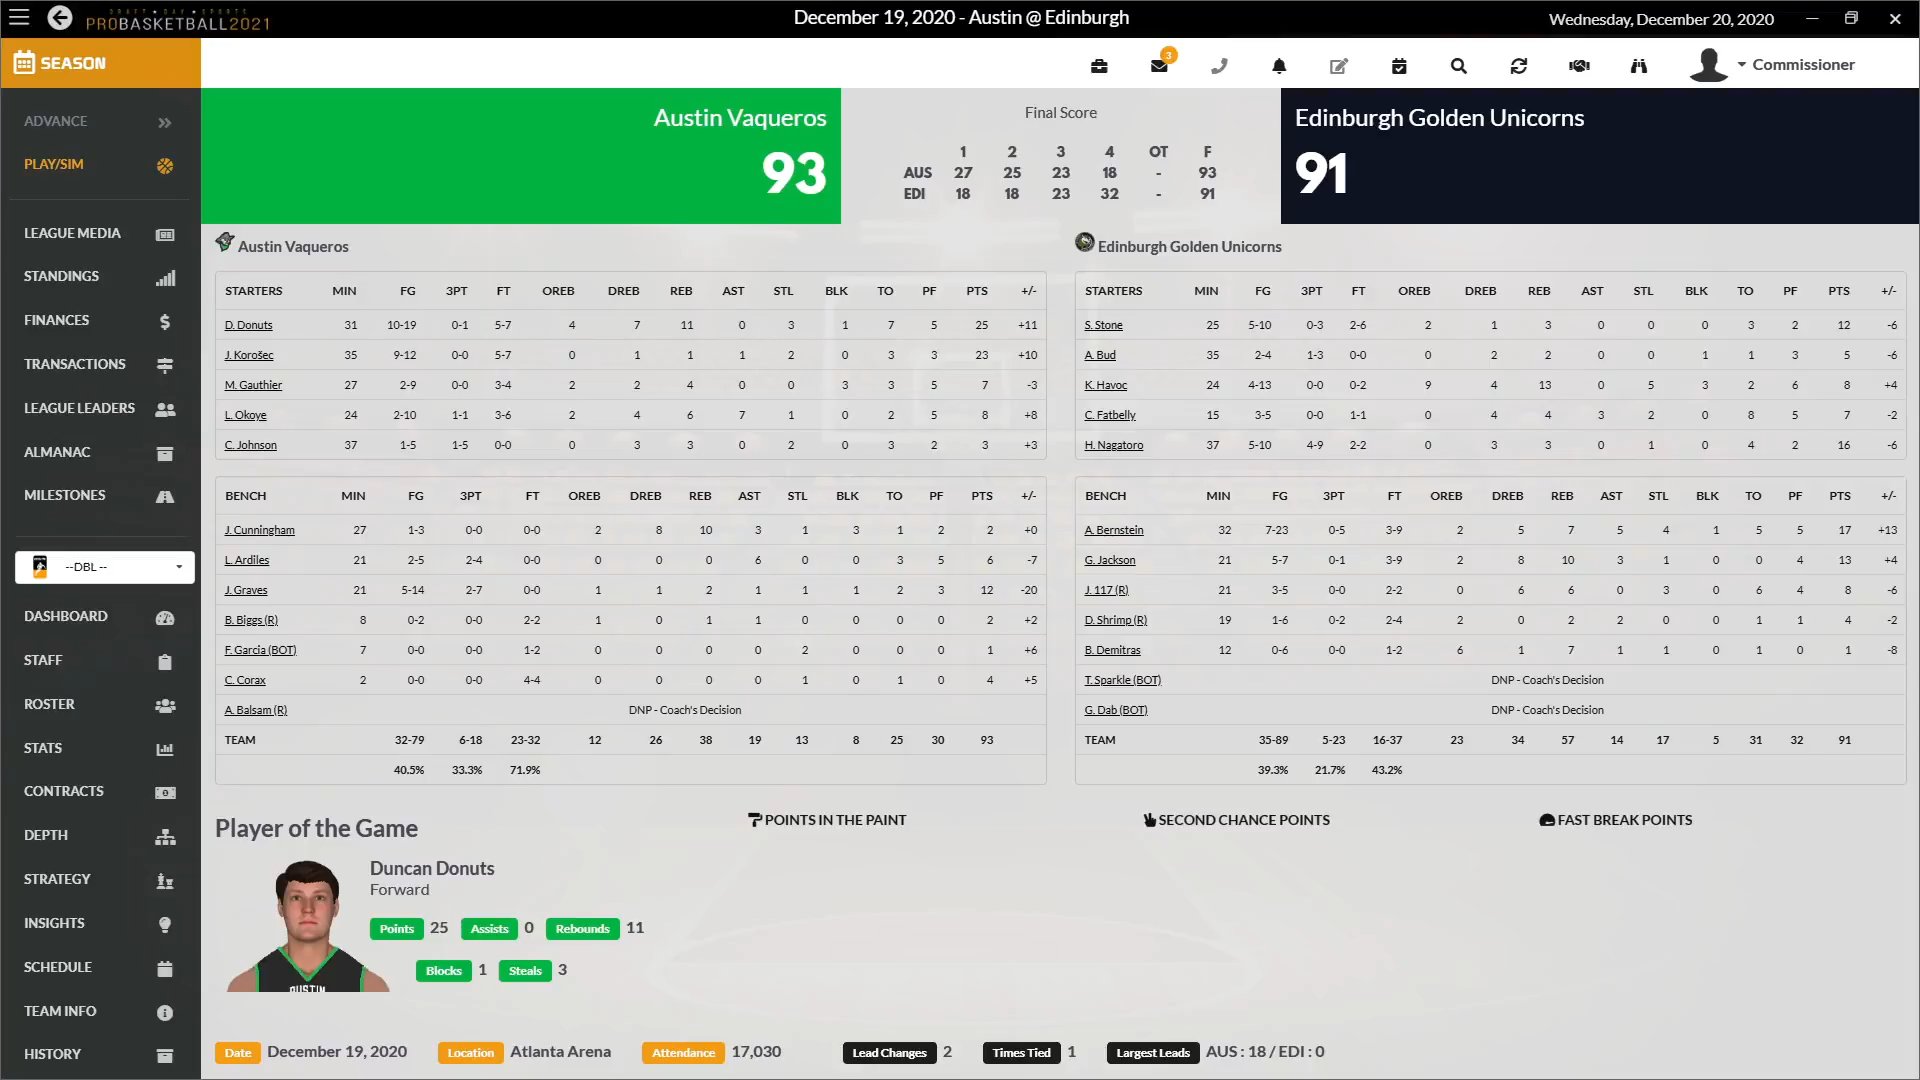 DRAFT DAY SPORTS
PROBASKETBALL2021
December 19, 2020 - Austin @ Edinburgh
Wednesday, December 20, 2020
SEASON
3
Commissioner
ADVANCE
PLAY/SIM
LEAGUE MEDIA
STANDINGS
FINANCES
TRANSACTIONS
LEAGUE LEADERS
ALMANAC
MILESTONES
--DBL --
DASHBOARD
STAFF
ROSTER
STATS
CONTRACTS
DEPTH
STRATEGY
INSIGHTS
SCHEDULE
TEAM INFO
HISTORY
Austin Vaqueros
93
Final Score
1 2 3 4 OT F
AUS 27 25 23 18 - 93
EDI 18 18 23 32 - 91
Edinburgh Golden Unicorns
91
Austin Vaqueros
STARTERS MIN FG 3PT FT OREB DREB REB AST STL BLK TO PF PTS +/-
D. Donuts 31 10-19 0-1 5-7 4 7 11 0 3 1 7 5 25 +11
J. Korošec 35 9-12 0-0 5-7 0 1 1 1 2 0 3 3 23 +10
M. Gauthier 27 2-9 0-0 3-4 2 2 4 0 0 3 3 5 7 -3
L. Okoye 24 2-10 1-1 3-6 2 4 6 7 1 0 2 5 8 +8
C. Johnson 37 1-5 1-5 0-0 0 3 3 0 2 0 3 2 3 +3
BENCH MIN FG 3PT FT OREB DREB REB AST STL BLK TO PF PTS +/-
J. Cunningham 27 1-3 0-0 0-0 2 8 10 3 1 3 1 2 2 +0
L. Ardiles 21 2-5 2-4 0-0 0 0 0 6 0 0 3 5 6 -7
J. Graves 21 5-14 2-7 0-0 1 1 2 1 1 1 2 3 12 -20
B. Biggs (R) 8 0-2 0-0 2-2 1 0 1 1 0 0 0 0 2 +2
F. Garcia (BOT) 7 0-0 0-0 1-2 0 0 0 0 2 0 0 0 1 +6
C. Corax 2 0-0 0-0 4-4 0 0 0 0 1 0 1 0 4 +5
A. Balsam (R) DNP - Coach's Decision
TEAM 32-79 6-18 23-32 12 26 38 19 13 8 25 30 93
40.5% 33.3% 71.9%
Edinburgh Golden Unicorns
STARTERS MIN FG 3PT FT OREB DREB REB AST STL BLK TO PF PTS +/-
S. Stone 25 5-10 0-3 2-6 2 1 3 0 0 0 3 2 12 -6
A. Bud 35 2-4 1-3 0-0 0 2 2 0 0 1 1 3 5 -6
K. Havoc 24 4-13 0-0 0-2 9 4 13 0 5 3 2 6 8 +4
C. Fatbelly 15 3-5 0-0 1-1 0 4 4 3 2 0 8 5 7 -2
H. Nagatoro 37 5-10 4-9 2-2 0 3 3 0 1 0 4 2 16 -6
BENCH MIN FG 3PT FT OREB DREB REB AST STL BLK TO PF PTS +/-
A. Bernstein 32 7-23 0-5 3-9 2 5 7 5 4 1 5 5 17 +13
G. Jackson 21 5-7 0-1 3-9 2 8 10 3 1 0 0 4 13 +4
J. 117 (R) 21 3-5 0-0 2-2 0 6 6 0 3 0 6 4 8 -6
D. Shrimp (R) 19 1-6 0-2 2-4 2 0 2 2 0 0 1 1 4 -2
B. Demitras 12 0-6 0-0 1-2 6 1 7 1 1 0 1 0 1 -8
T. Sparkle (BOT) DNP - Coach's Decision
G. Dab (BOT) DNP - Coach's Decision
TEAM 35-89 5-23 16-37 23 34 57 14 17 5 31 32 91
39.3% 21.7% 43.2%
Player of the Game
POINTS IN THE PAINT
SECOND CHANCE POINTS
FAST BREAK POINTS
Duncan Donuts
Forward
Points 25 Assists 0 Rebounds 11
Blocks 1 Steals 3
AUSTIN
Date December 19, 2020 Location Atlanta Arena Attendance 17,030 Lead Changes 2 Times Tied 1 Largest Leads AUS : 18 / EDI : 0